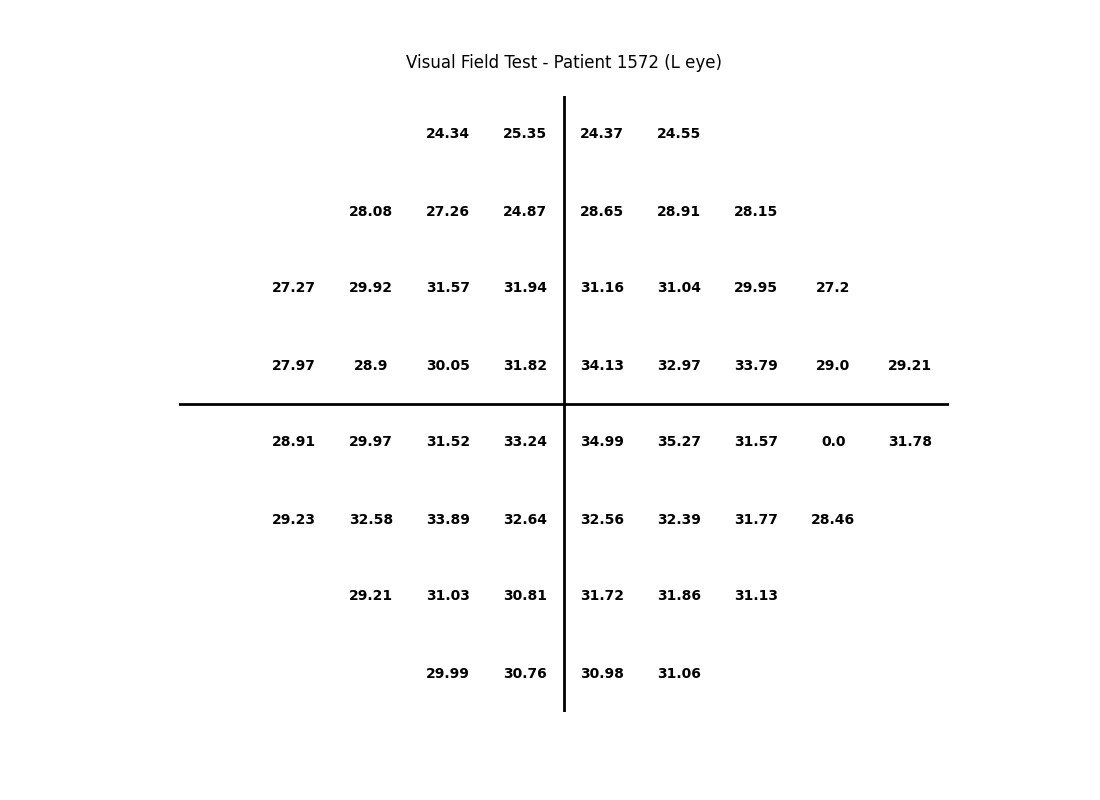 Visual Field Test - Patient 1572 (L eye)
24.34 25.35 24.37 24.55
28.08 27.26 24.87 28.65 28.91 28.15
27.27 29.92 31.57 31.94 31.16 31.04 29.95 27.2
27.97 28.9 30.05 31.82 34.13 32.97 33.79 29.0 29.21
28.91 29.97 31.52 33.24 34.99 35.27 31.57 0.0 31.78
29.23 32.58 33.89 32.64 32.56 32.39 31.77 28.46
29.21 31.03 30.81 31.72 31.86 31.13
29.99 30.76 30.98 31.06